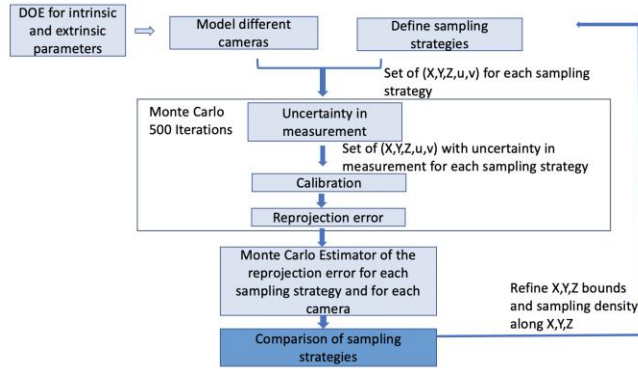 DOE for intrinsic
and extrinsic
parameters
Model different
cameras
Define sampling
strategies
Set of (X,Y,Z,u,v) for each sampling
strategy
Monte Carlo
500 Iterations
Uncertainty in
measurement
Set of (X,Y,Z,u,v) with uncertainty in
measurement for each sampling strategy
Calibration
Reprojection error
Monte Carlo Estimator of the
reprojection error for each
sampling strategy and for each
camera
Refine X,Y,Z bounds
and sampling density
along X,Y,Z
Comparison of sampling
strategies